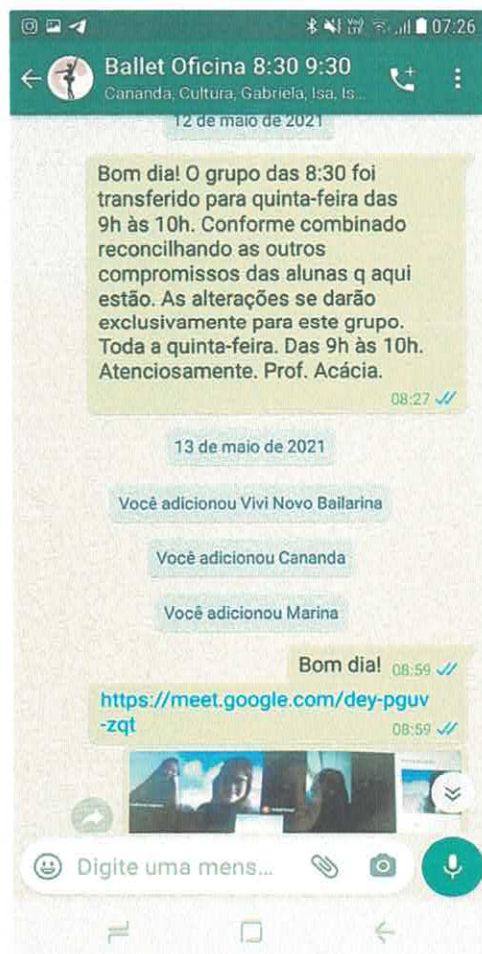 07:26
Ballet Oficina 8:30 9:30
Cananda, Cultura, Gabriela, Isa, Is...
12 de maio de 2021
Bom dia! O grupo das 8:30 foi
transferido para quinta-feira das
9h às 10h. Conforme combinado
reconcilhando as outros
compromissos das alunas q aqui
estão. As alterações se darão
exclusivamente para este grupo.
Toda a quinta-feira. Das 9h às 10h.
Atenciosamente. Prof. Acácia.
08:27
13 de maio de 2021
Você adicionou Vivi Novo Bailarina
Você adicionou Cananda
Você adicionou Marina
Bom dia! 08:59
https://meet.google.com/dey-pguv
-zqt 08:59
Digite uma mens...